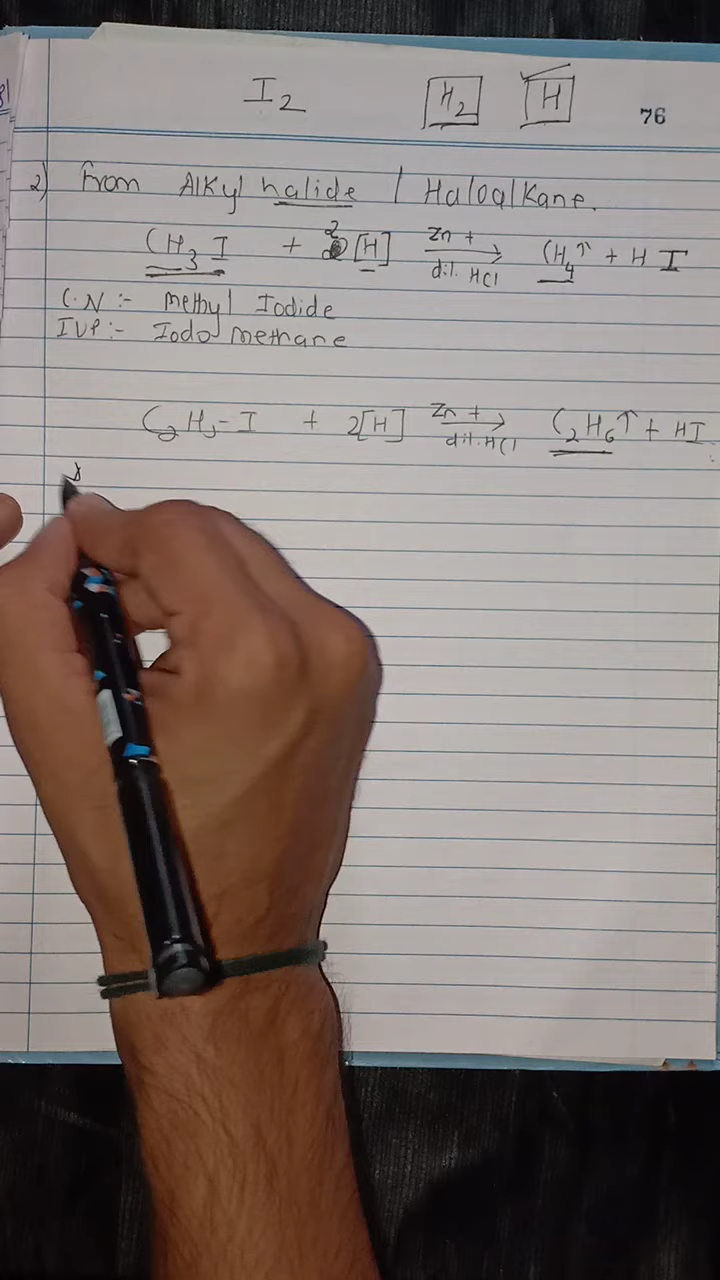 I2 H2 H 76
2) From Alkyl halide / Haloalkane.
CH3I + 2[H] Zn + dil. HCl → CH4↑ + HI
C.N :- Methyl Iodide
IUP :- Iodo methane
C2H5-I + 2[H] Zn + dil. HCl → C2H6↑ + HI